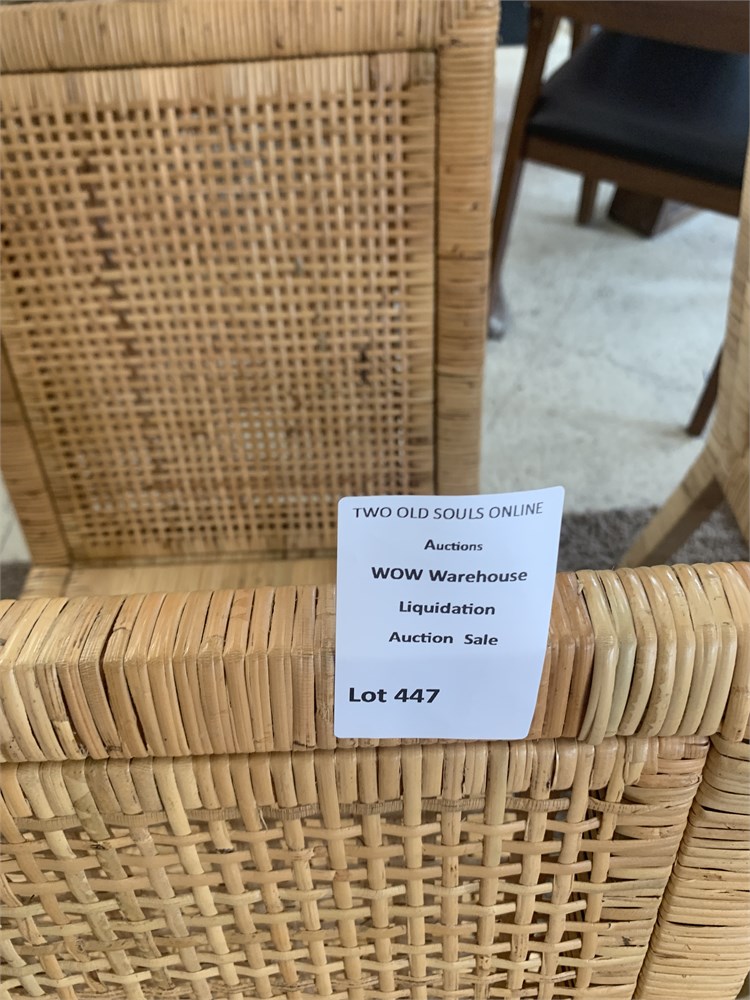 TWO OLD SOULS ONLINE
Auctions
WOW Warehouse
Liquidation
Auction Sale
Lot 447